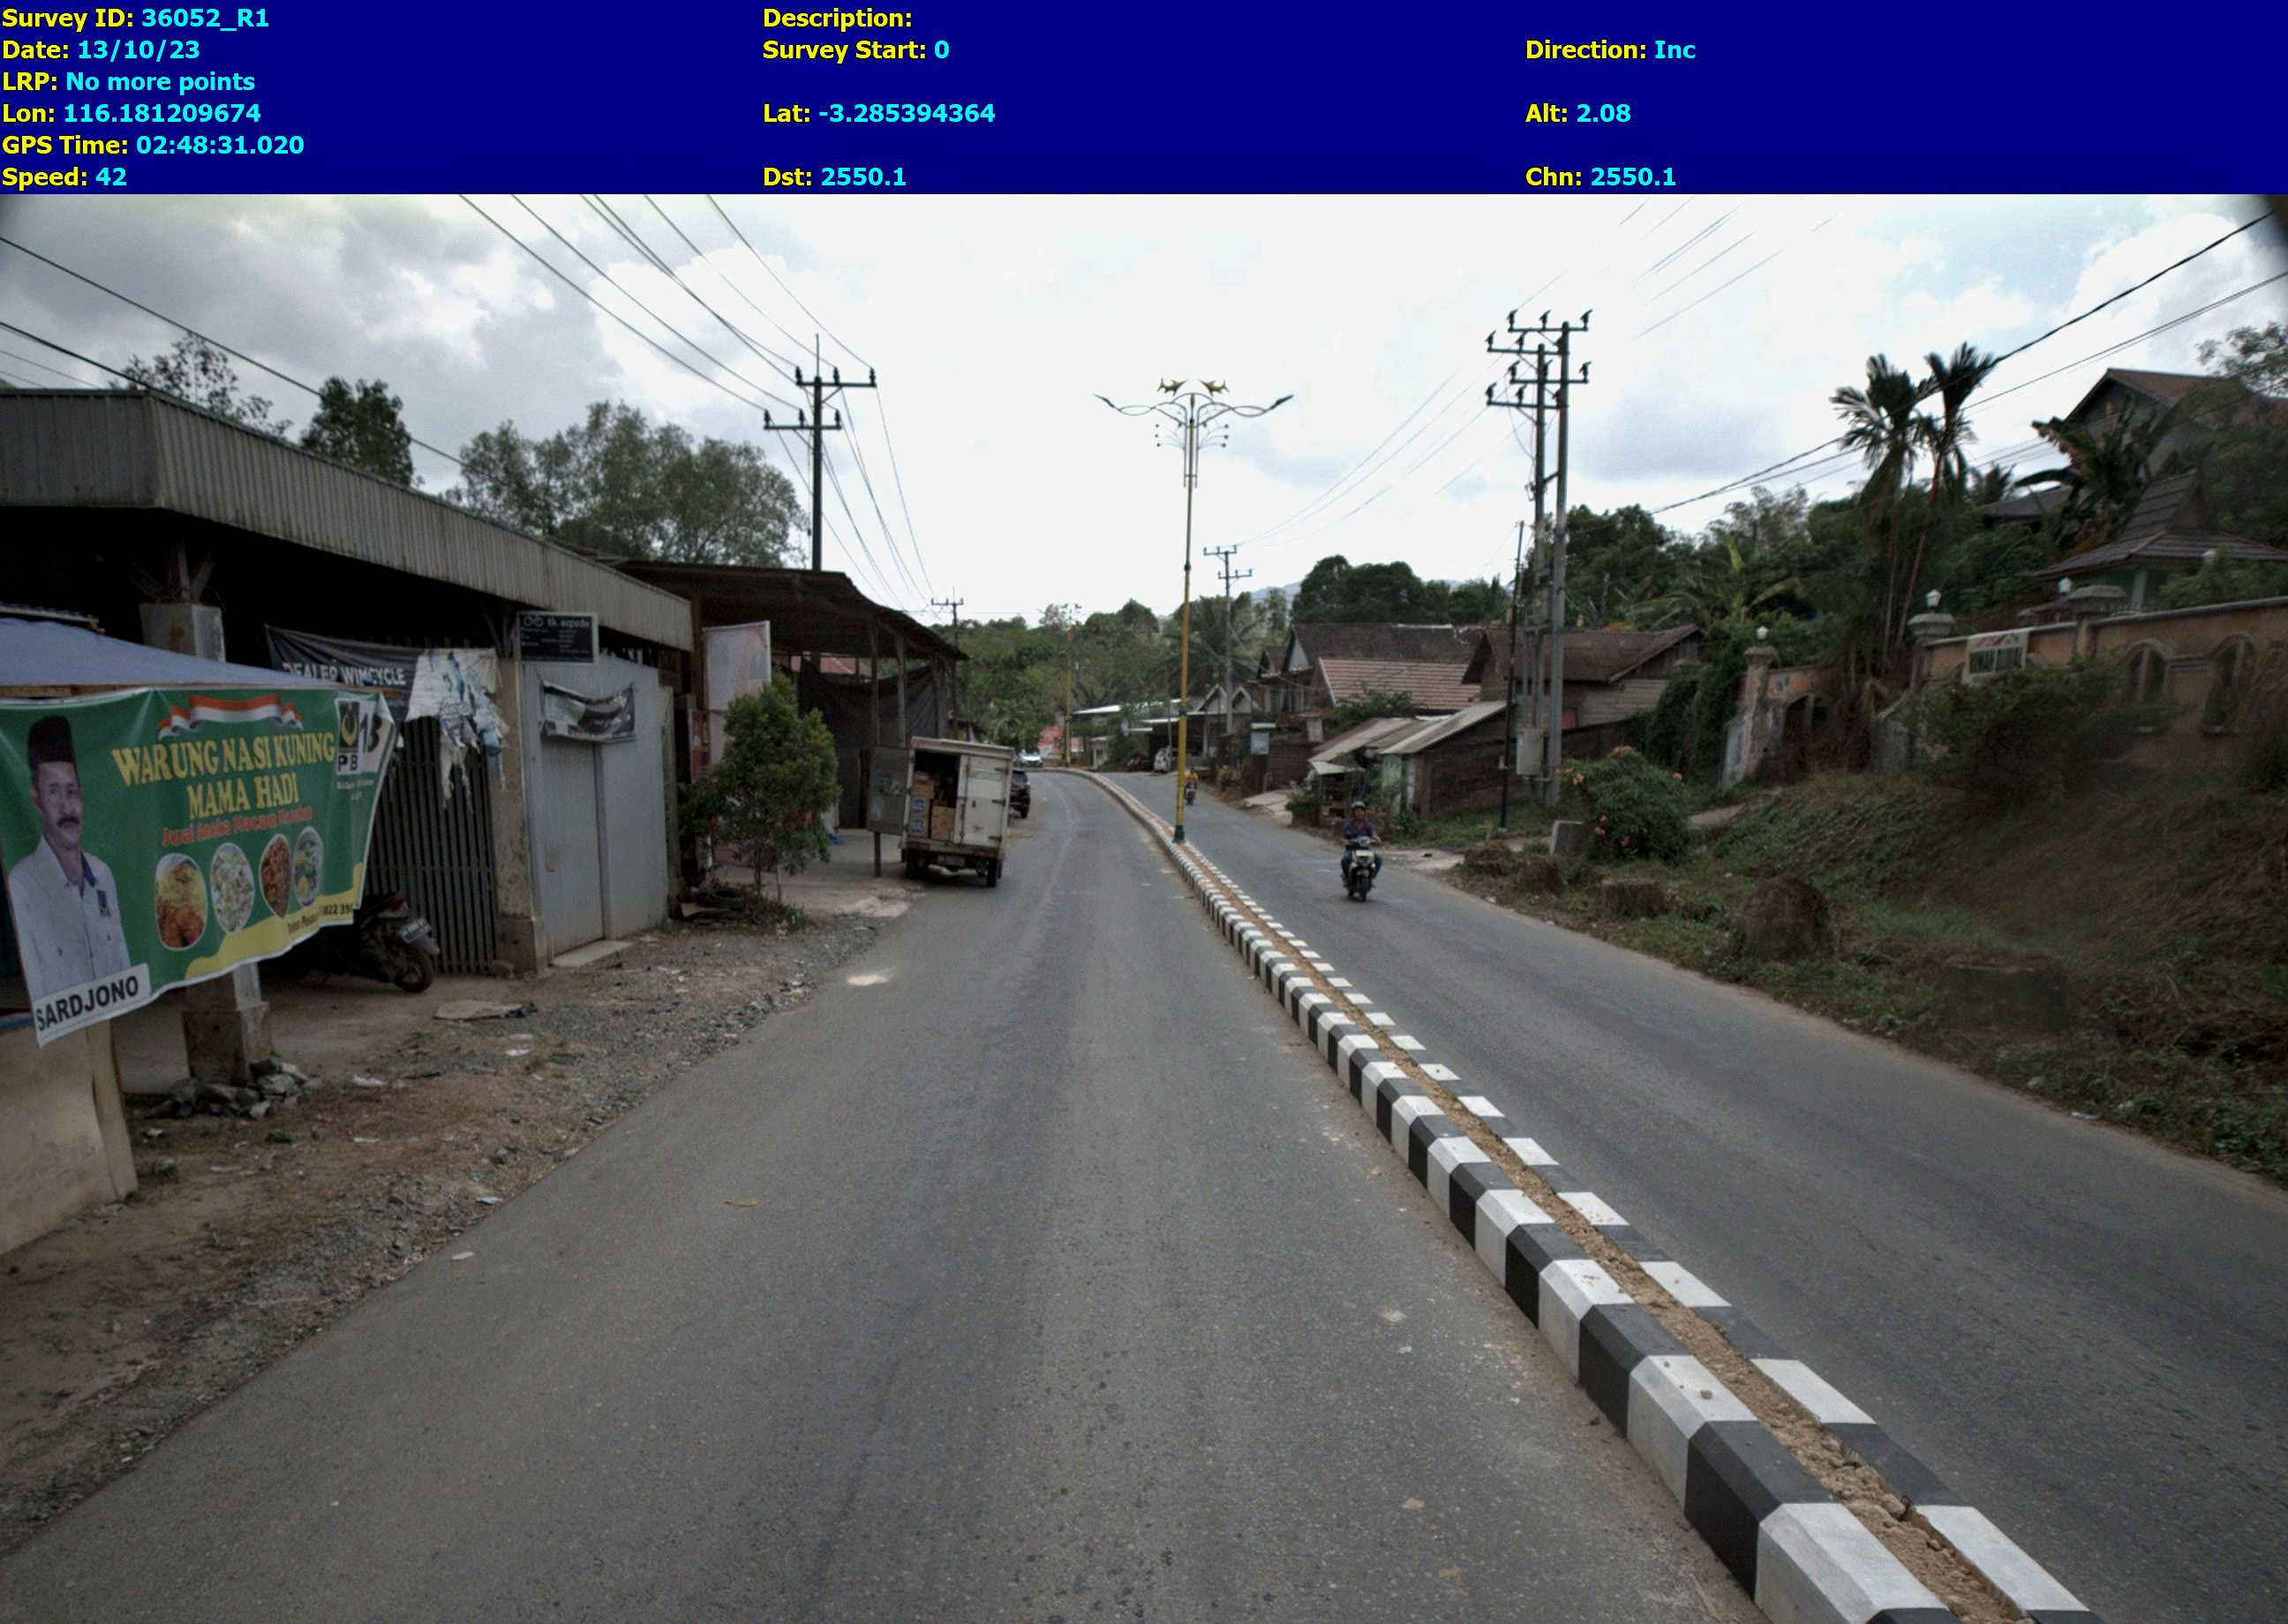 Survey ID: 36052_R1
Description:
Date: 13/10/23
Survey Start: 0
Direction: Inc
LRP: No more points
Lon: 116.181209674
Lat: -3.285394364
Alt: 2.08
GPS Time: 02:48:31.020
Speed: 42
Dst: 2550.1
Chn: 2550.1
DEALER WIMCYCLE
WARUNG NASI KUNING
MAMA HADI
13
SARDJONO